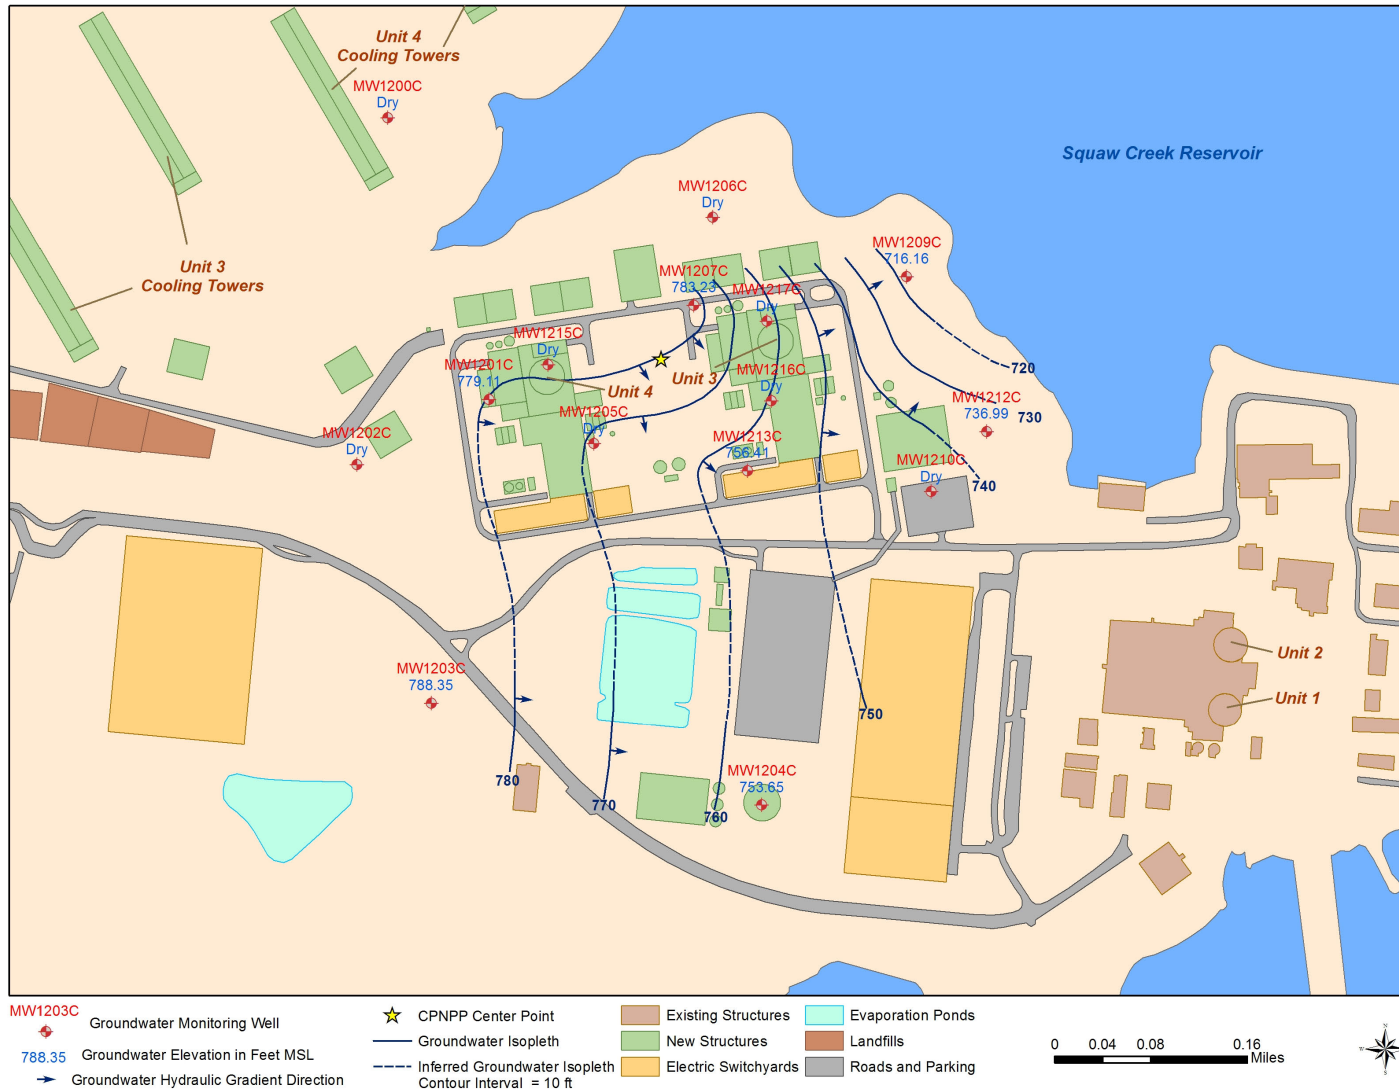 Unit 4
Cooling Towers
MW1200C
Dry
Squaw Creek Reservoir
MW1206C
Dry
MW1209C
716.16
Unit 3
Cooling Towers
MW1207C
783.23
MW1217C
Dry
MW1215C
Dry
MW1201C
779.11
Unit 4
Unit 3
MW1216C
Dry
720
MW1212C
736.99
730
MW1205C
Dry
MW1202C
Dry
MW1213C
756.41
MW1210C
Dry
740
MW1203C
788.35
Unit 2
Unit 1
750
780
770
MW1204C
753.65
760
MW1203C
Groundwater Monitoring Well
788.35
Groundwater Elevation in Feet MSL
Groundwater Hydraulic Gradient Direction
CPNPP Center Point
Groundwater Isopleth
Inferred Groundwater Isopleth
Contour Interval = 10 ft
Existing Structures
New Structures
Electric Switchyards
Evaporation Ponds
Landfills
Roads and Parking
0 0.04 0.08 0.16
Miles